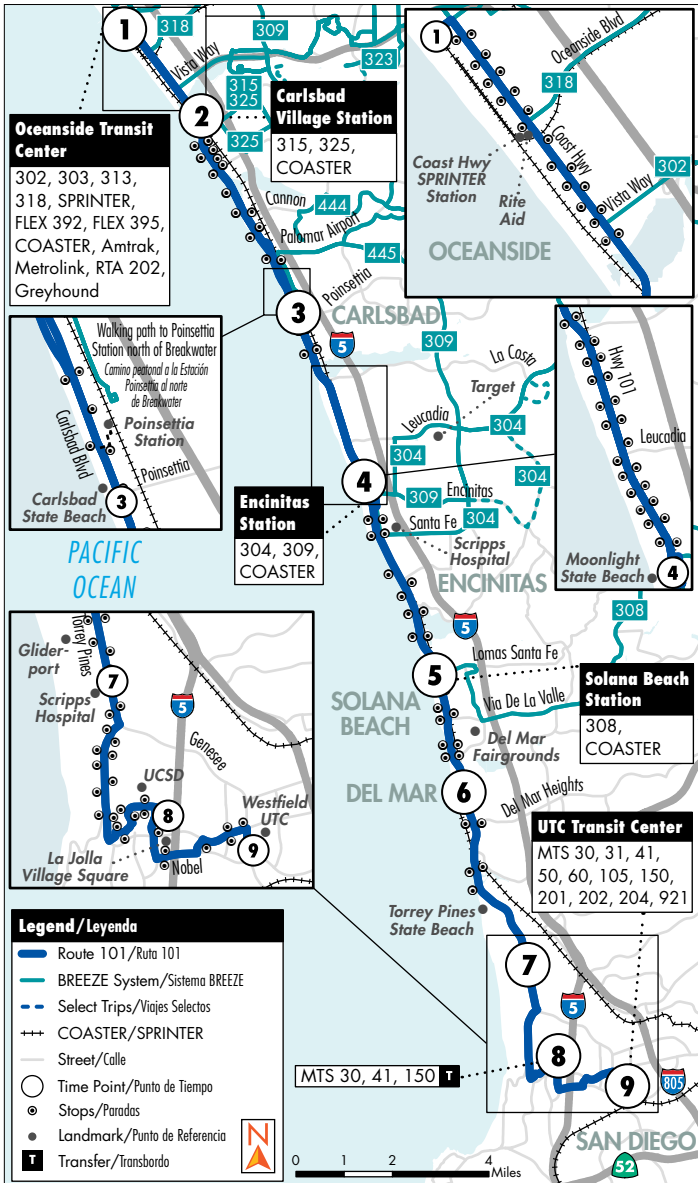 1
318
309
323
Vista Way
315
325
325
2
Oceanside Transit
Center
302, 303, 313,
318, SPRINTER,
FLEX 392, FLEX 395,
COASTER, Amtrak,
Metrolink, RTA 202,
Greyhound
Carlsbad
Village Station
315, 325,
COASTER
Cannon
444
Palomar Airport
445
Poinsettia
3
CARLSBAD
5
309
1
Oceanside Blvd
318
Coast Hwy
Coast Hwy
SPRINTER
Station
Rite
Aid
Vista Way
302
OCEANSIDE
Walking path to Poinsettia
Station north of Breakwater
Camino peatonal a la Estación
Poinsettia al norte
de Breakwater
Poinsettia
Station
Carlsbad Blvd
Poinsettia
Carlsbad
State Beach
3
La Costa
Target
Leucadia
304
304
304
4
309
Encinitas
304
Santa Fe
Scripps
Hospital
ENCINITAS
Encinitas
Station
304, 309,
COASTER
Hwy 101
Leucadia
Moonlight
State Beach
4
PACIFIC
OCEAN
308
5
5
Lomas Santa Fe
SOLANA
BEACH
Via De La Valle
Solana Beach
Station
308,
COASTER
Del Mar
Fairgrounds
DEL MAR
6
Del Mar Heights
Torrey Pines
Glider-
port
7
Scripps
Hospital
5
Genesee
UCSD
8
Westfield
UTC
9
La Jolla
Village Square
Nobel
UTC Transit Center
MTS 30, 31, 41,
50, 60, 105, 150,
201, 202, 204, 921
Torrey Pines
State Beach
7
5
8
9
805
MTS 30, 41, 150 T
SAN DIEGO
52
Legend/Leyenda
Route 101/Ruta 101
BREEZE System/Sistema BREEZE
Select Trips/Viajes Selectos
COASTER/SPRINTER
Street/Calle
Time Point/Punto de Tiempo
Stops/Paradas
Landmark/Punto de Referencia
T Transfer/Transbordo
N
0 2 4
Miles